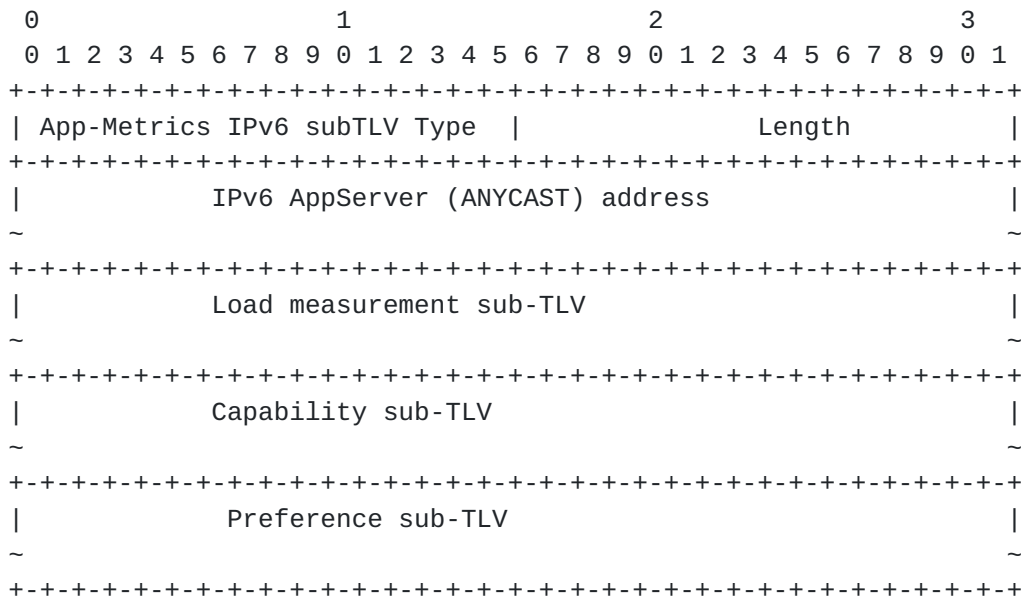 0                   1                   2                   3
 0 1 2 3 4 5 6 7 8 9 0 1 2 3 4 5 6 7 8 9 0 1 2 3 4 5 6 7 8 9 0 1
+-+-+-+-+-+-+-+-+-+-+-+-+-+-+-+-+-+-+-+-+-+-+-+-+-+-+-+-+-+-+-+-+
| App-Metrics IPv6 subTLV Type  |               Length          |
+-+-+-+-+-+-+-+-+-+-+-+-+-+-+-+-+-+-+-+-+-+-+-+-+-+-+-+-+-+-+-+-+
|            IPv6 AppServer (ANYCAST) address                   |
~                                                               ~
+-+-+-+-+-+-+-+-+-+-+-+-+-+-+-+-+-+-+-+-+-+-+-+-+-+-+-+-+-+-+-+-+
|            Load measurement sub-TLV                           |
~                                                               ~
+-+-+-+-+-+-+-+-+-+-+-+-+-+-+-+-+-+-+-+-+-+-+-+-+-+-+-+-+-+-+-+-+
|            Capability sub-TLV                                 |
~                                                               ~
+-+-+-+-+-+-+-+-+-+-+-+-+-+-+-+-+-+-+-+-+-+-+-+-+-+-+-+-+-+-+-+-+
|             Preference sub-TLV                                |
~                                                               ~
+-+-+-+-+-+-+-+-+-+-+-+-+-+-+-+-+-+-+-+-+-+-+-+-+-+-+-+-+-+-+-+-+